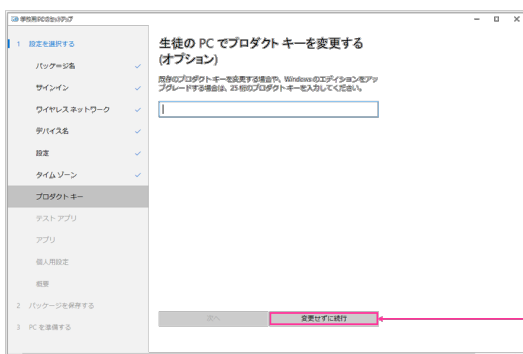 学校用PCのセットアップ
1 設定を選択する
パッケージ名
サインイン
ワイヤレス ネットワーク
デバイス名
設定
タイム ゾーン
プロダクト キー
テスト アプリ
アプリ
個人用設定
概要
2 パッケージを保存する
3 PC を準備する
生徒の PC でプロダクト キーを変更する
(オプション)
既存のプロダクトキーを変更する場合や、Windows のエディションをアッ
プグレードする場合は、25 桁のプロダクトキーを入力してください。
次へ
変更せずに続行